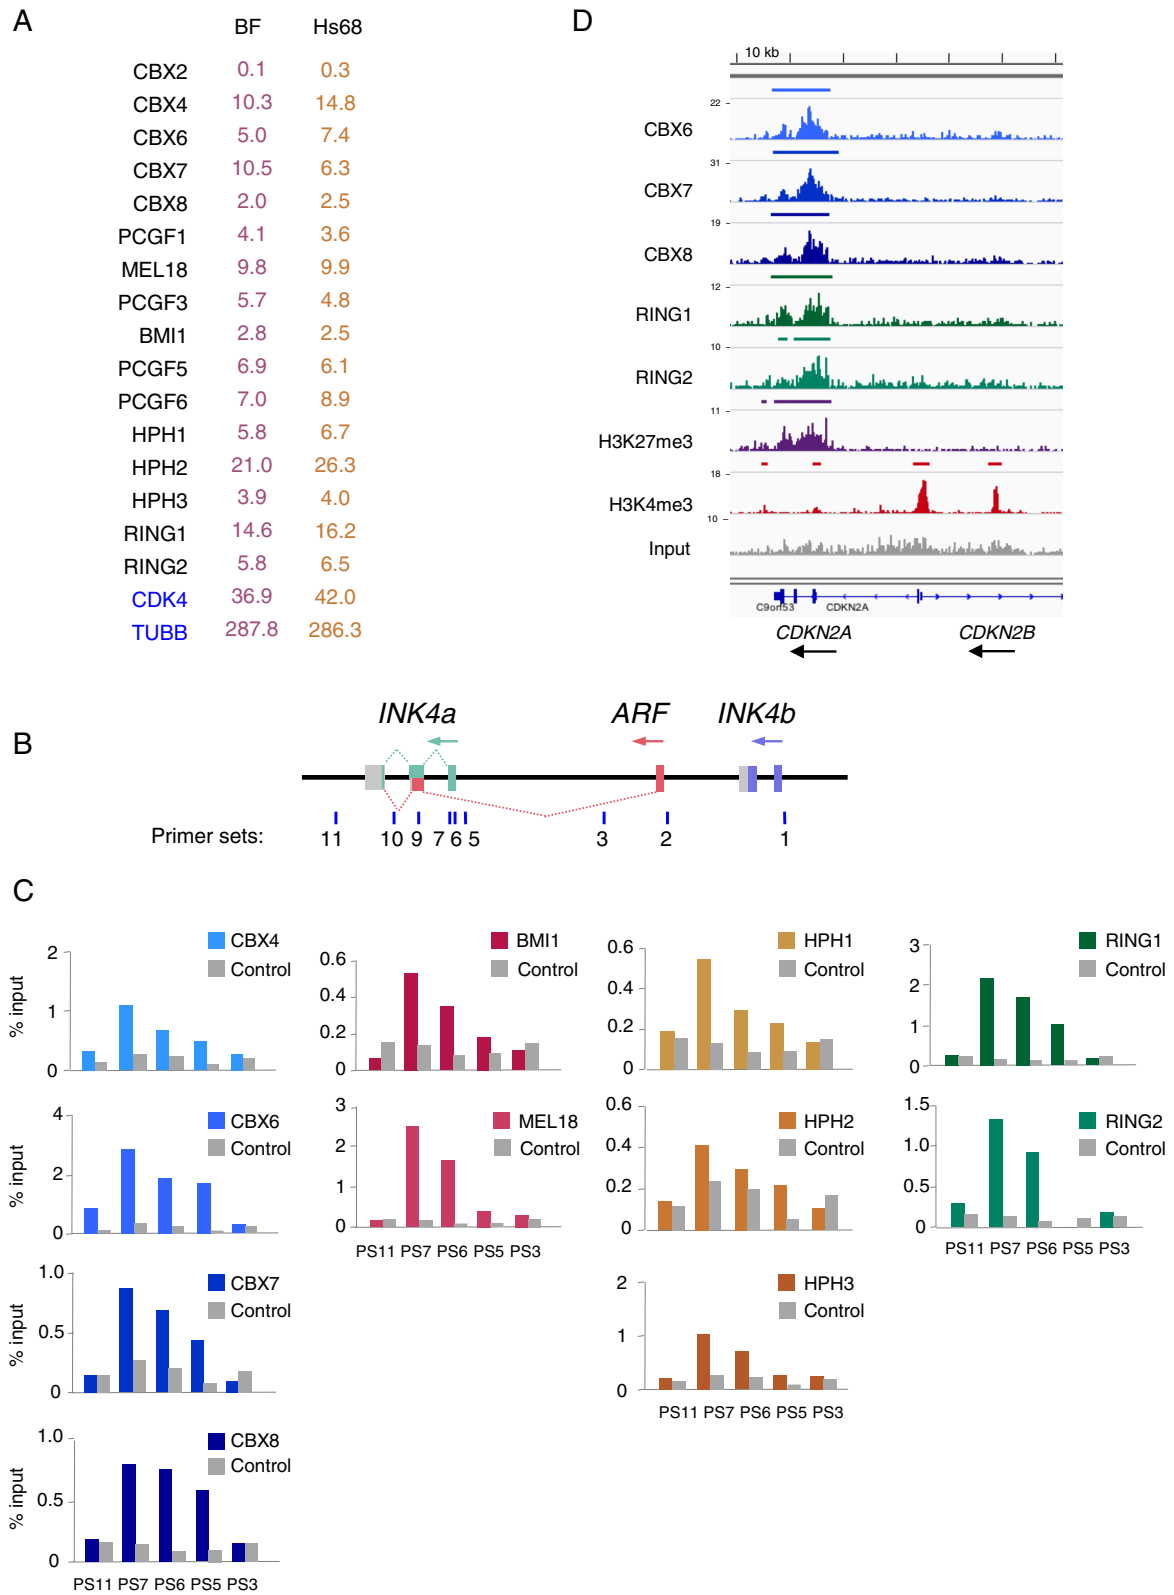 A
BF Hs68
CBX2 0.1 0.3
CBX4 10.3 14.8
CBX6 5.0 7.4
CBX7 10.5 6.3
CBX8 2.0 2.5
PCGF1 4.1 3.6
MEL18 9.8 9.9
PCGF3 5.7 4.8
BMI1 2.8 2.5
PCGF5 6.9 6.1
PCGF6 7.0 8.9
HPH1 5.8 6.7
HPH2 21.0 26.3
HPH3 3.9 4.0
RING1 14.6 16.2
RING2 5.8 6.5
CDK4 36.9 42.0
TUBB 287.8 286.3
D
10 kb
22
CBX6
31
CBX7
19
CBX8
12
RING1
10
RING2
11
H3K27me3
18
H3K4me3
10
Input
C9orf53 CDKN2A
CDKN2A CDKN2B
B
INK4a ARF INK4b
Primer sets: 11 10 9 7 6 5 3 2 1
C
% input
2
1
0
CBX4
Control
0.6
0.4
0.2
0
BMI1
Control
0.6
0.4
0.2
0
HPH1
Control
3
2
1
0
RING1
Control
% input
4
2
0
CBX6
Control
3
2
1
0
MEL18
Control
PS11 PS7 PS6 PS5 PS3
0.6
0.4
0.2
0
HPH2
Control
1.5
1.0
0.5
0
RING2
Control
PS11 PS7 PS6 PS5 PS3
% input
1.0
0.5
0
CBX7
Control
2
1
0
HPH3
Control
PS11 PS7 PS6 PS5 PS3
% input
1.0
0.5
0
CBX8
Control
PS11 PS7 PS6 PS5 PS3